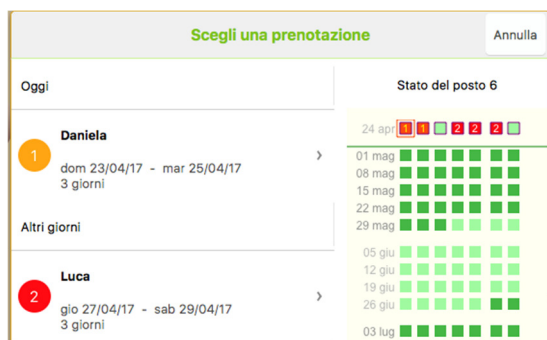 Scegli una prenotazione
Annulla
Oggi
1
Daniela
dom 23/04/17 - mar 25/04/17
3 giorni
Altri giorni
2
Luca
gio 27/04/17 - sab 29/04/17
3 giorni
Stato del posto 6
24 apr 1 1 2 2 2
01 mag
08 mag
15 mag
22 mag
29 mag
05 giu
12 giu
19 giu
26 giu
03 lug